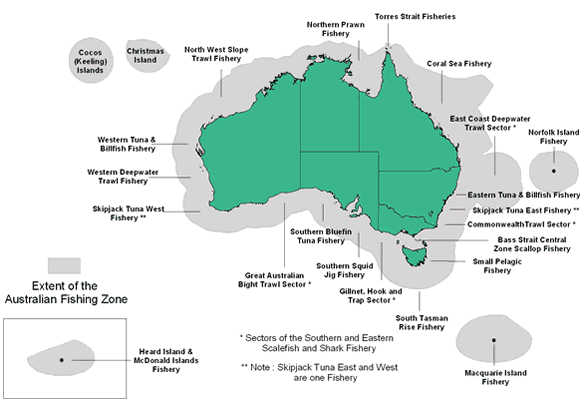 Torres Strait Fisheries
Northern Prawn
Fishery
North West Slope
Trawl Fishery
Cocos
(Keeling)
Islands
Christmas
Island
Coral Sea Fishery
East Coast Deepwater
Trawl Sector *
Norfolk Island
Fishery
Western Tuna &
Billfish Fishery
Western Deepwater
Trawl Fishery
Skipjack Tuna West
Fishery **
Eastern Tuna & Billfish Fishery
Skipjack Tuna East Fishery **
CommonwealthTrawl Sector *
Bass Strait Central
Zone Scallop Fishery
Small Pelagic
Fishery
Southern Bluefin
Tuna Fishery
Great Australian
Bight Trawl Sector *
Southern Squid
Jig Fishery
Gillnet, Hook and
Trap Sector *
South Tasman
Rise Fishery
Extent of the
Australian Fishing Zone
Heard Island &
McDonald Islands
Fishery
* Sectors of the Southern and Eastern
Scalefish and Shark Fishery
** Note : Skipjack Tuna East and West
are one Fishery
Macquarie Island
Fishery